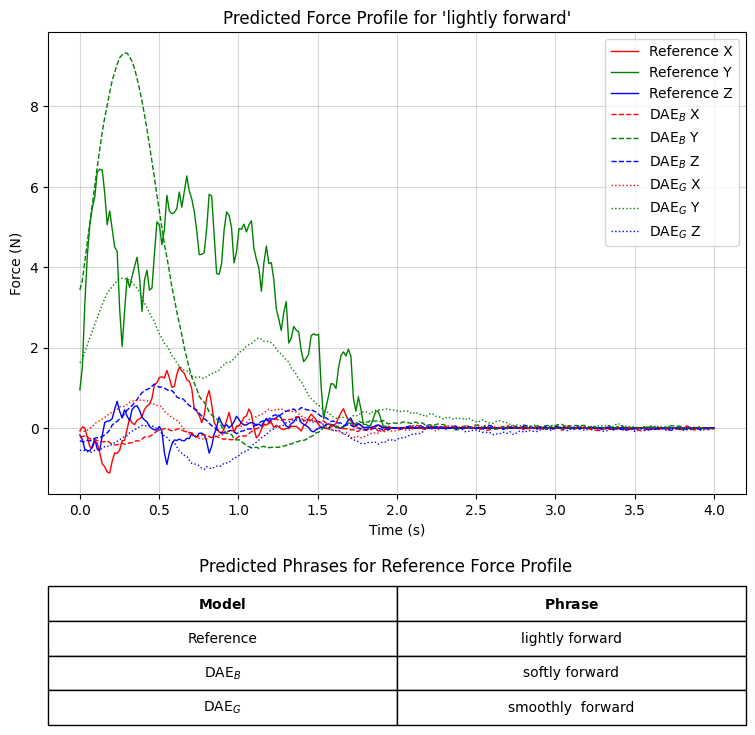 Predicted Force Profile for 'lightly forward'
Force (N)
8
6
4
2
0
Reference X
Reference Y
Reference Z
DAE_B X
DAE_B Y
DAE_B Z
DAE_G X
DAE_G Y
DAE_G Z
0.0 0.5 1.0 1.5 2.0 2.5 3.0 3.5 4.0
Time (s)
Predicted Phrases for Reference Force Profile
Model Phrase
Reference lightly forward
DAE_B softly forward
DAE_G smoothly  forward